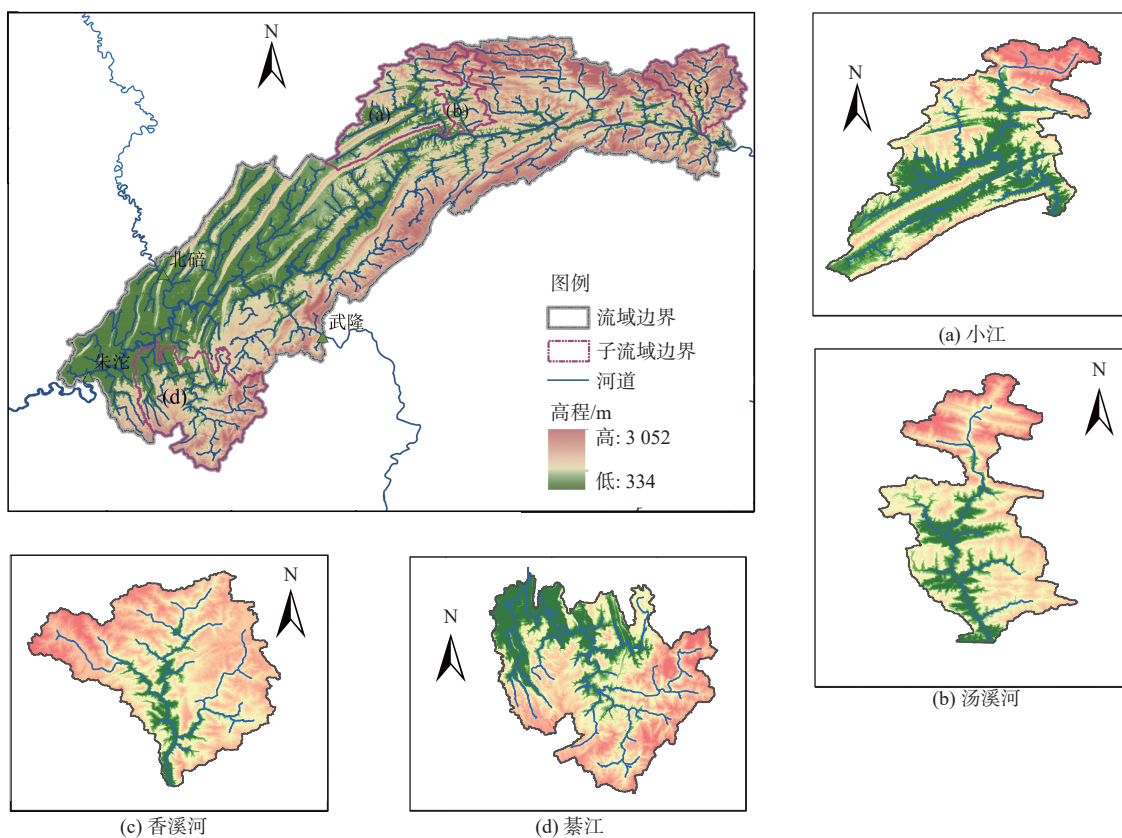 N
(a)
(b)
(c)
北碚
武隆
朱沱
(d)
图例
流域边界
子流域边界
河道
高程/m
高: 3 052
低: 334
N
(a) 小江
N
(b) 汤溪河
N
(c) 香溪河
N
(d) 綦江